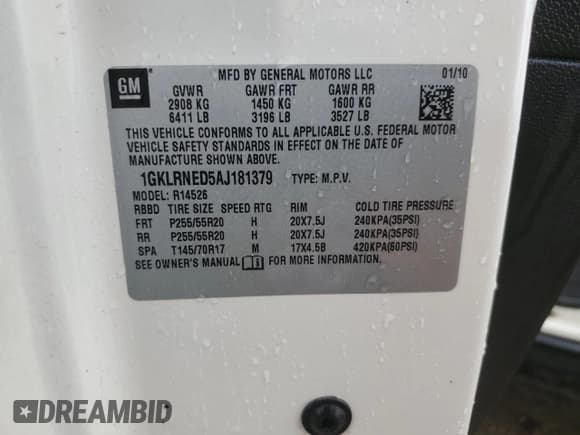 GM
MFD BY GENERAL MOTORS LLC 01/10
GVWR GAWR FRT GAWR RR
2908 KG 1450 KG 1600 KG
6411 LB 3196 LB 3527 LB
THIS VEHICLE CONFORMS TO ALL APPLICABLE U.S. FEDERAL MOTOR
VEHICLE SAFETY STANDARDS IN EFFECT ON THE DATE OF
MANUFACTURE SHOWN ABOVE.
1GKLRNED5AJ181379 TYPE: M.P.V.
MODEL: R14526
RBBD TIRE SIZE SPEED RTG RIM COLD TIRE PRESSURE
FRT P255/55R20 H 20X7.5J 240KPA(35PSI)
RR P255/55R20 H 20X7.5J 240KPA(35PSI)
SPA T145/70R17 M 17X4.5B 420KPA(60PSI)
SEE OWNER'S MANUAL FOR MORE INFORMATION.
DREAMBID